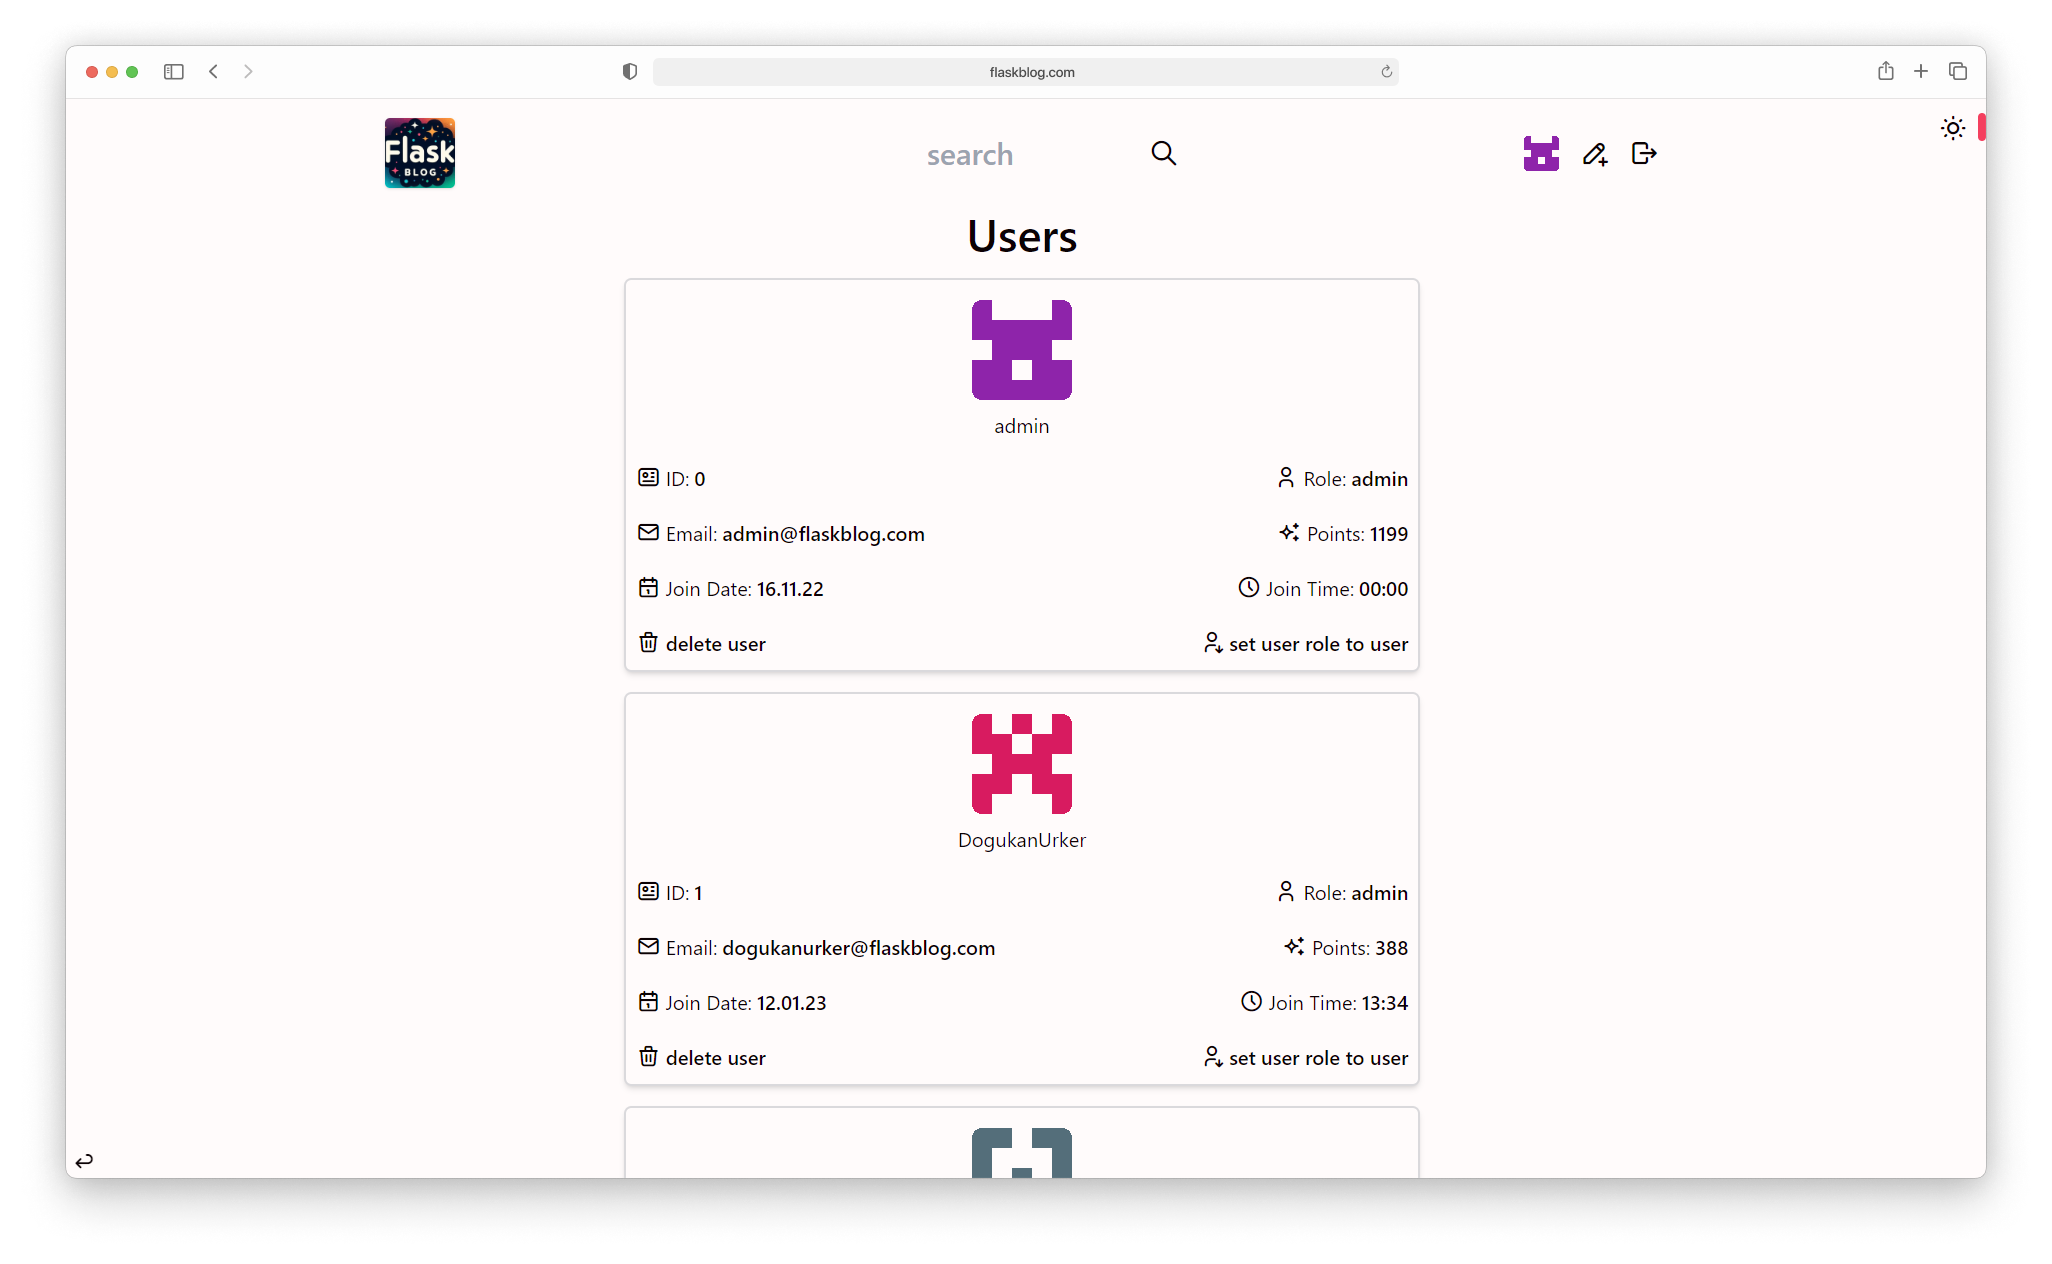 flaskblog.com
Flask
BLOG
search
Users
admin
ID: 0
Role: admin
Email: admin@flaskblog.com
Points: 1199
Join Date: 16.11.22
Join Time: 00:00
delete user
set user role to user
DogukanUrker
ID: 1
Role: admin
Email: dogukanurker@flaskblog.com
Points: 388
Join Date: 12.01.23
Join Time: 13:34
delete user
set user role to user